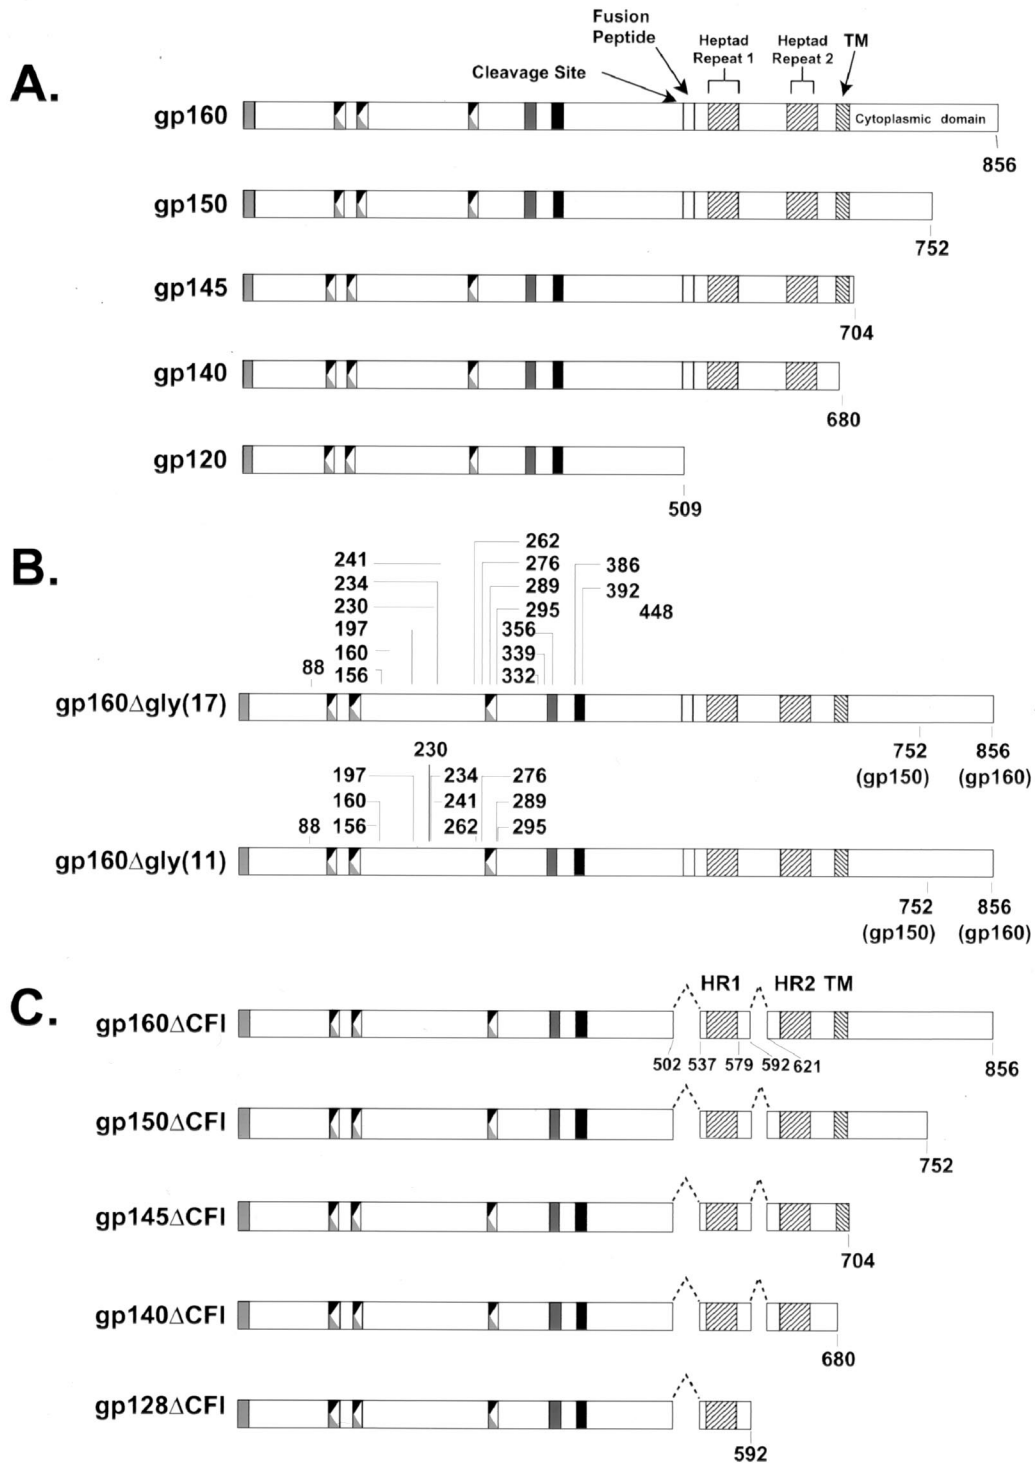 A.
Fusion
Peptide
Cleavage Site
Heptad
Repeat 1
Heptad
Repeat 2
TM
gp160
Cytoplasmic domain
856
gp150
752
gp145
704
gp140
680
gp120
509
B.
241
234
230
197
160
156
88
262
276
289
295
356
339
332
386
392
448
gp160Δgly(17)
752
(gp150)
856
(gp160)
230
197
160
156
88
234
241
262
276
289
295
gp160Δgly(11)
752
(gp150)
856
(gp160)
C.
HR1 HR2 TM
gp160ΔCFI
502 537 579 592 621
856
gp150ΔCFI
752
gp145ΔCFI
704
gp140ΔCFI
680
gp128ΔCFI
592